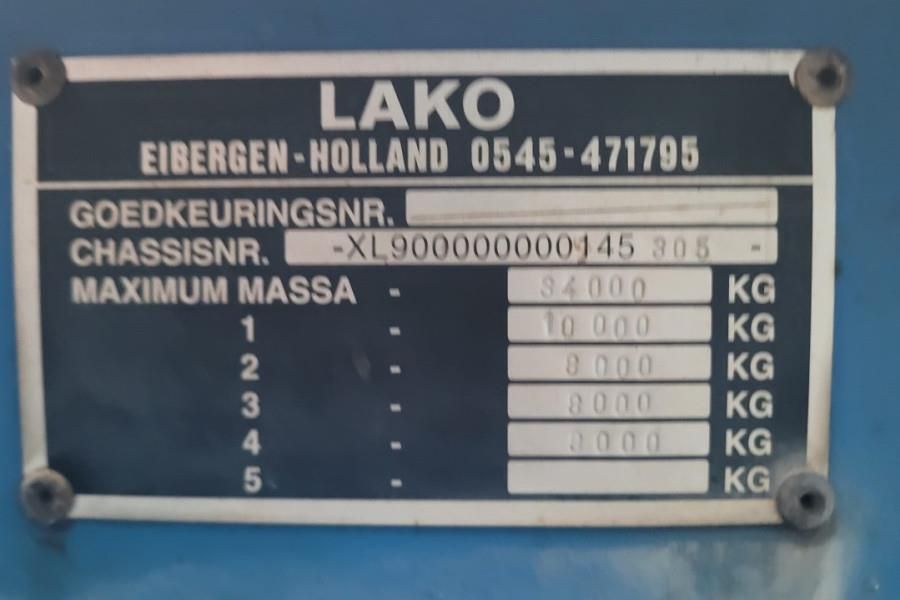 LAKO
EIBERGEN-HOLLAND 0545-471795
GOEDKEURINGSNR.
CHASSISNR. -XL900000000145 305 -
MAXIMUM MASSA - 34000 KG
1 - 10 000 KG
2 - 8 000 KG
3 - 8000 KG
4 - 8000 KG
5 - KG